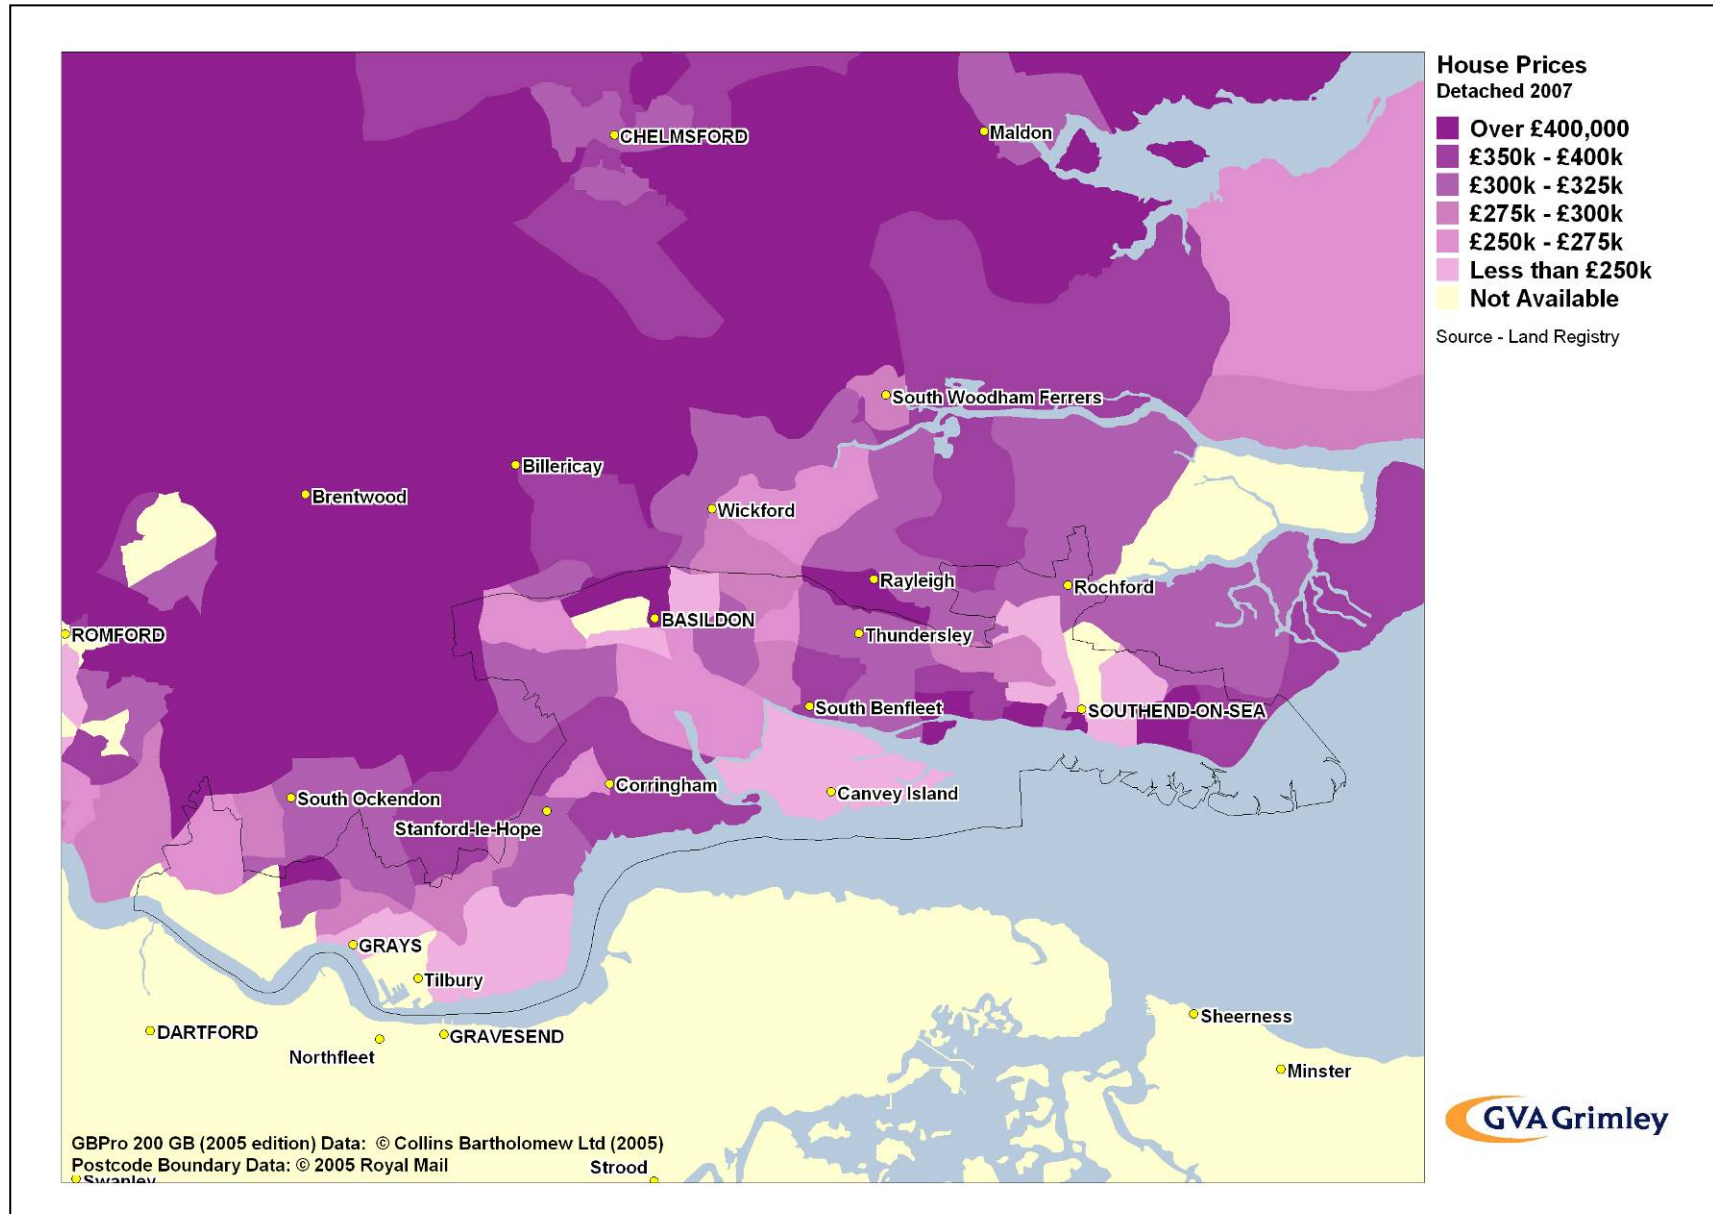 House Prices
Detached 2007
Over £400,000
£350k - £400k
£300k - £325k
£275k - £300k
£250k - £275k
Less than £250k
Not Available
Source - Land Registry
CHELMSFORD
Maldon
South Woodham Ferrers
Billericay
Brentwood
Wickford
Rayleigh
Rochford
BASILDON
ROMFORD
Thundersley
South Benfleet
SOUTHEND-ON-SEA
Corringham
Canvey Island
South Ockendon
Stanford-le-Hope
GRAYS
Tilbury
DARTFORD
Northfleet
GRAVESEND
Sheerness
Minster
GBPro 200 GB (2005 edition) Data: © Collins Bartholomew Ltd (2005)
Postcode Boundary Data: © 2005 Royal Mail
Strood
Swanley
GVA Grimley